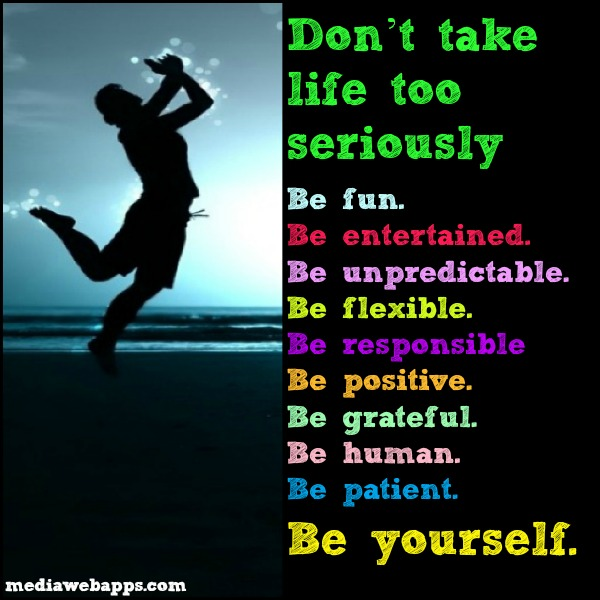 Don't take
life too
seriously
Be fun.
Be entertained.
Be unpredictable.
Be flexible.
Be responsible
Be positive.
Be grateful.
Be human.
Be patient.
Be yourself.
mediawebapps.com